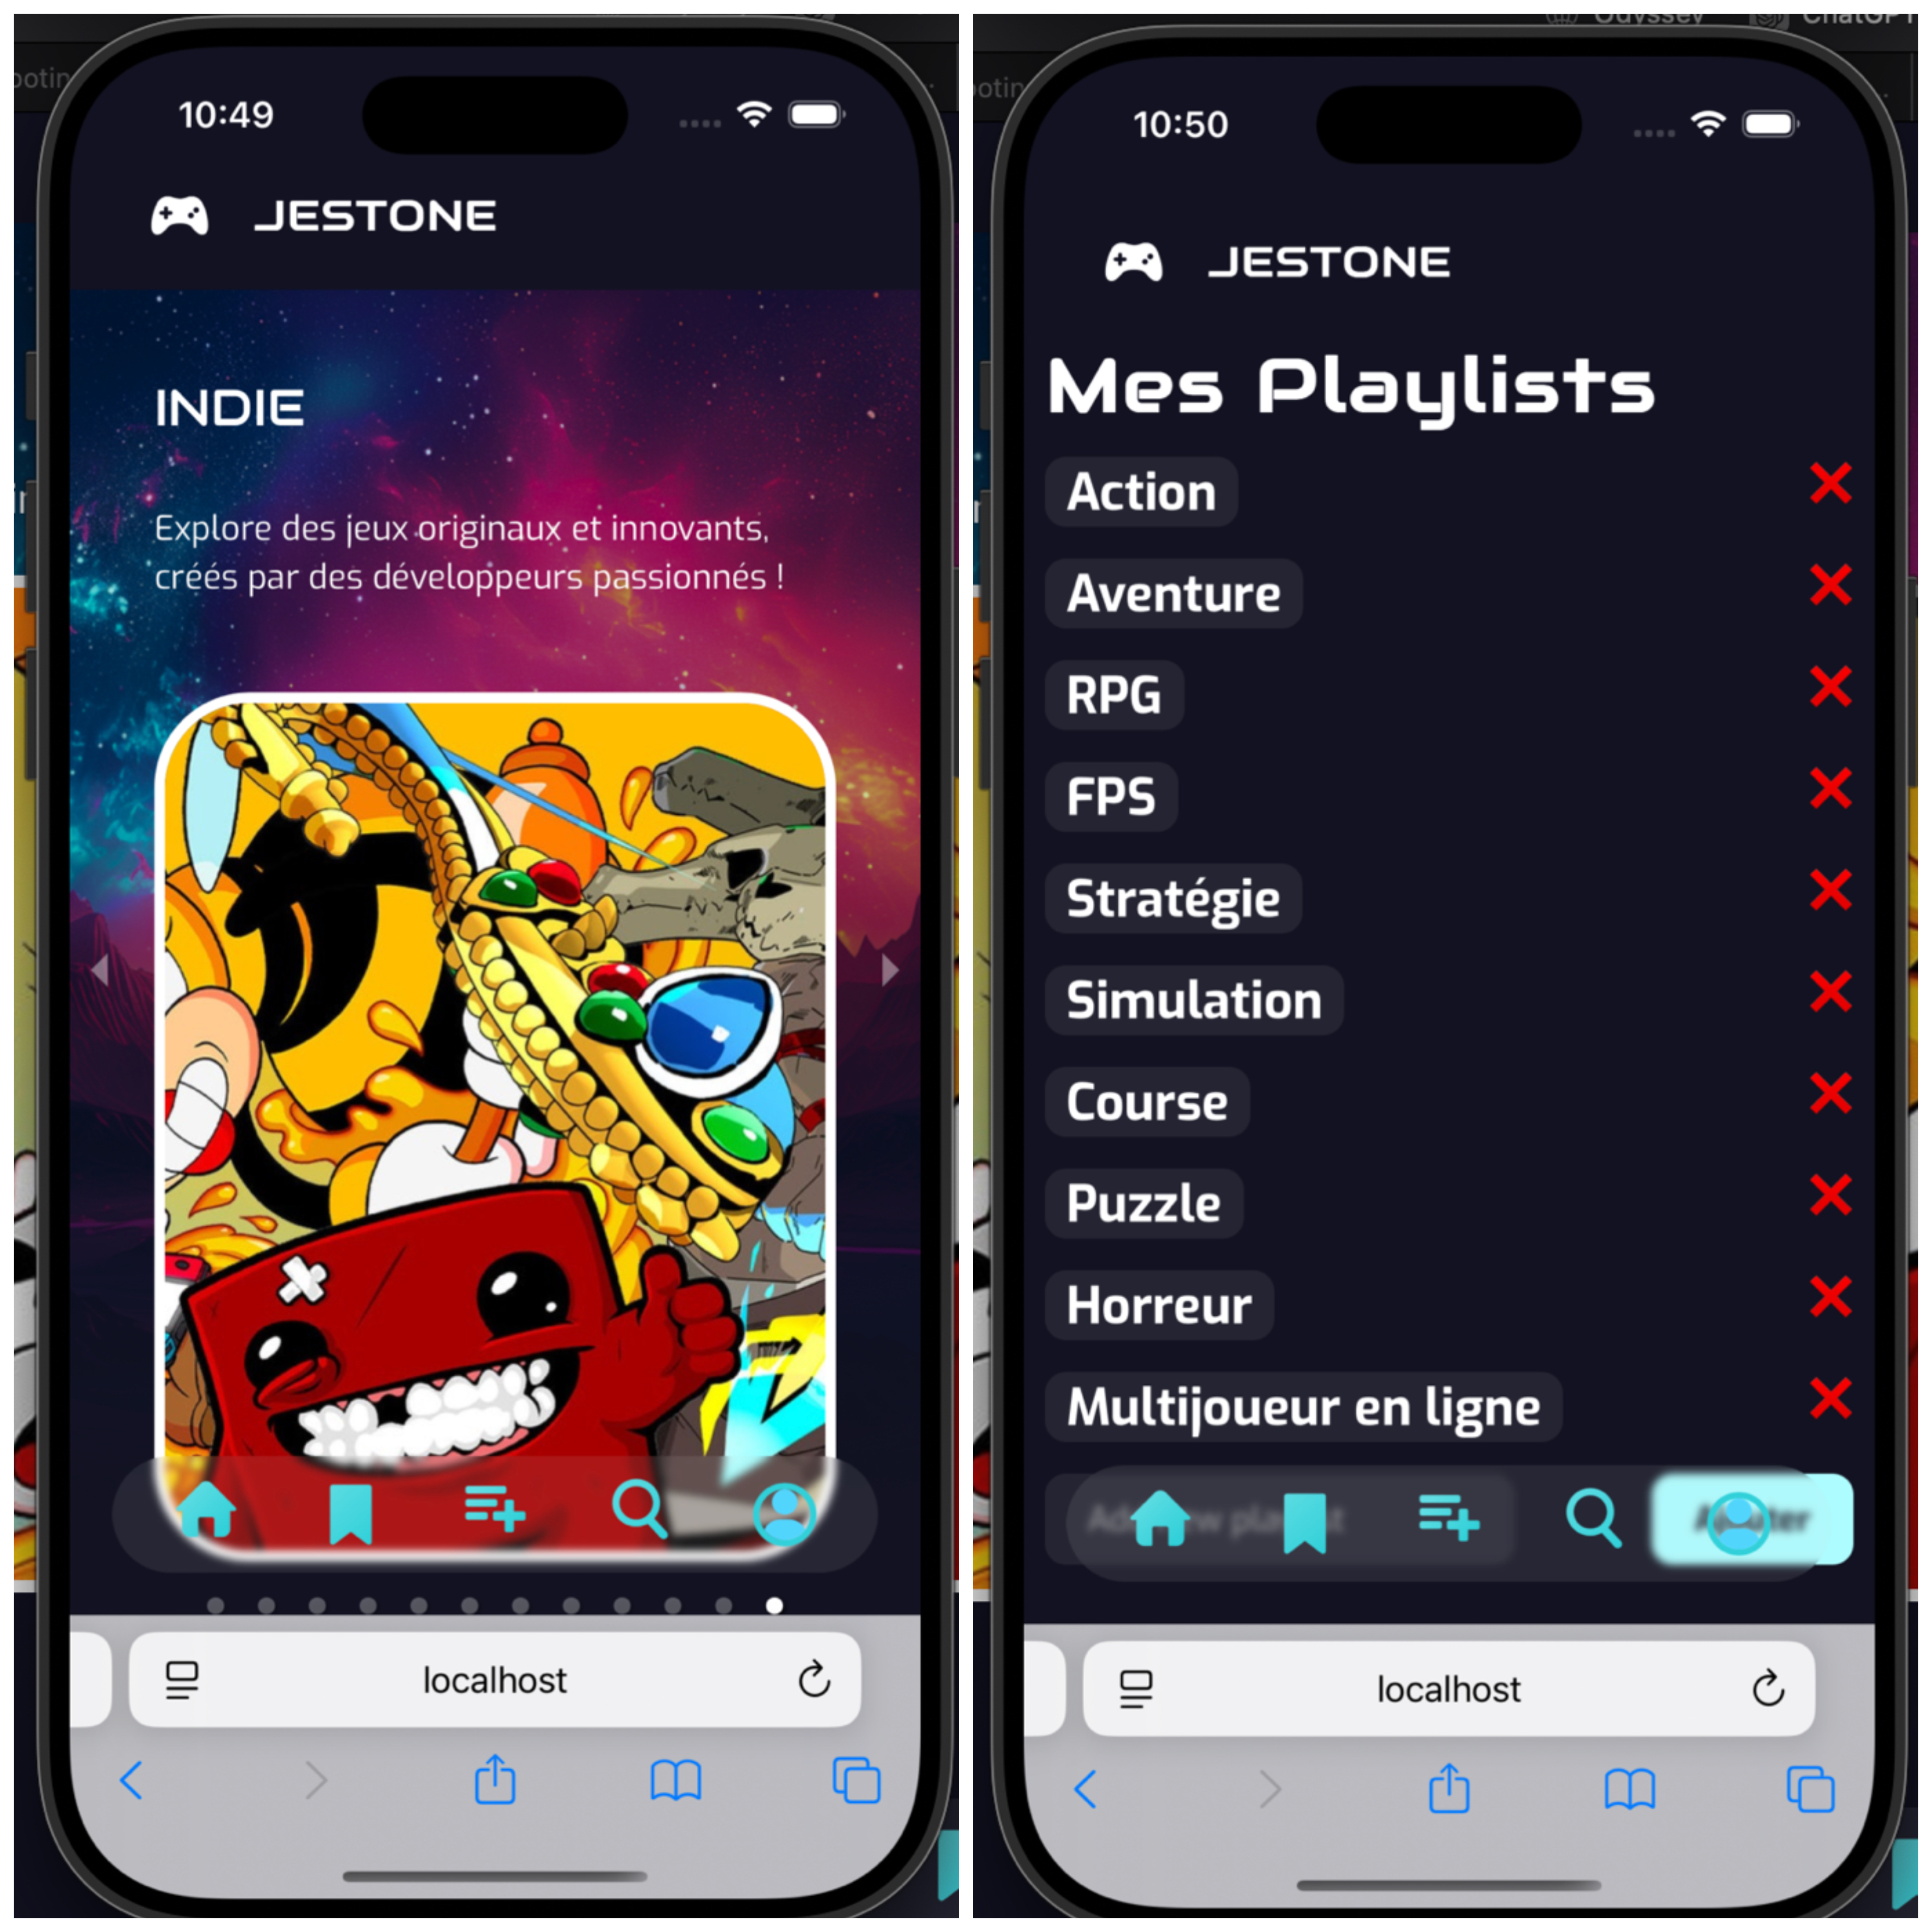 10:49
JESTONE
INDIE
Explore des jeux originaux et innovants,
créés par des développeurs passionnés !
localhost
Odyssey
10:50
JESTONE
Mes Playlists
Action
Aventure
RPG
FPS
Stratégie
Simulation
Course
Puzzle
Horreur
Multijoueur en ligne
localhost